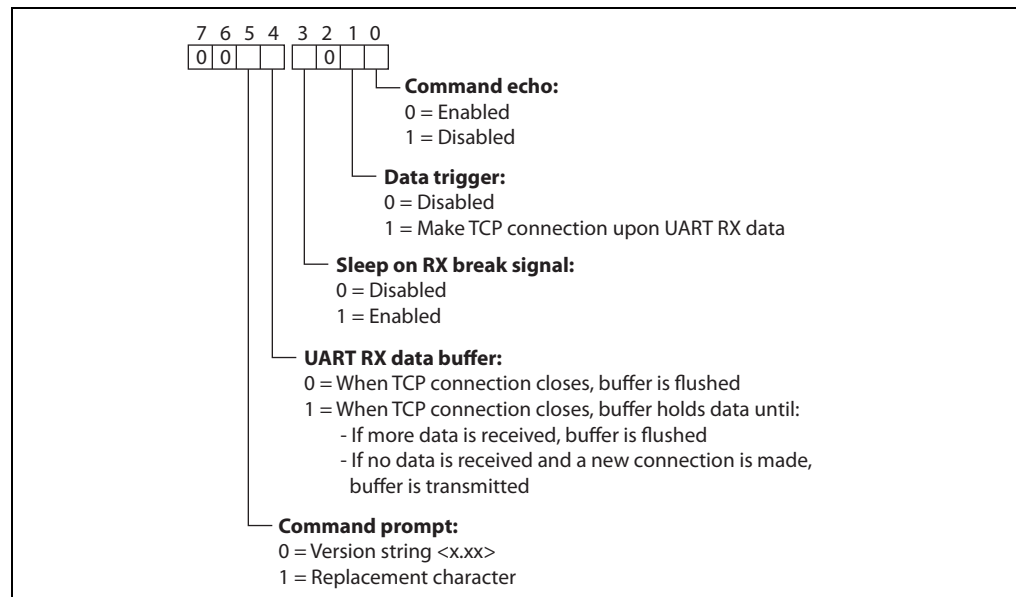 7 6 5 4 3 2 1 0
0 0 0
Command echo:
0 = Enabled
1 = Disabled
Data trigger:
0 = Disabled
1 = Make TCP connection upon UART RX data
Sleep on RX break signal:
0 = Disabled
1 = Enabled
UART RX data buffer:
0 = When TCP connection closes, buffer is flushed
1 = When TCP connection closes, buffer holds data until:
- If more data is received, buffer is flushed
- If no data is received and a new connection is made,
buffer is transmitted
Command prompt:
0 = Version string <x.xx>
1 = Replacement character